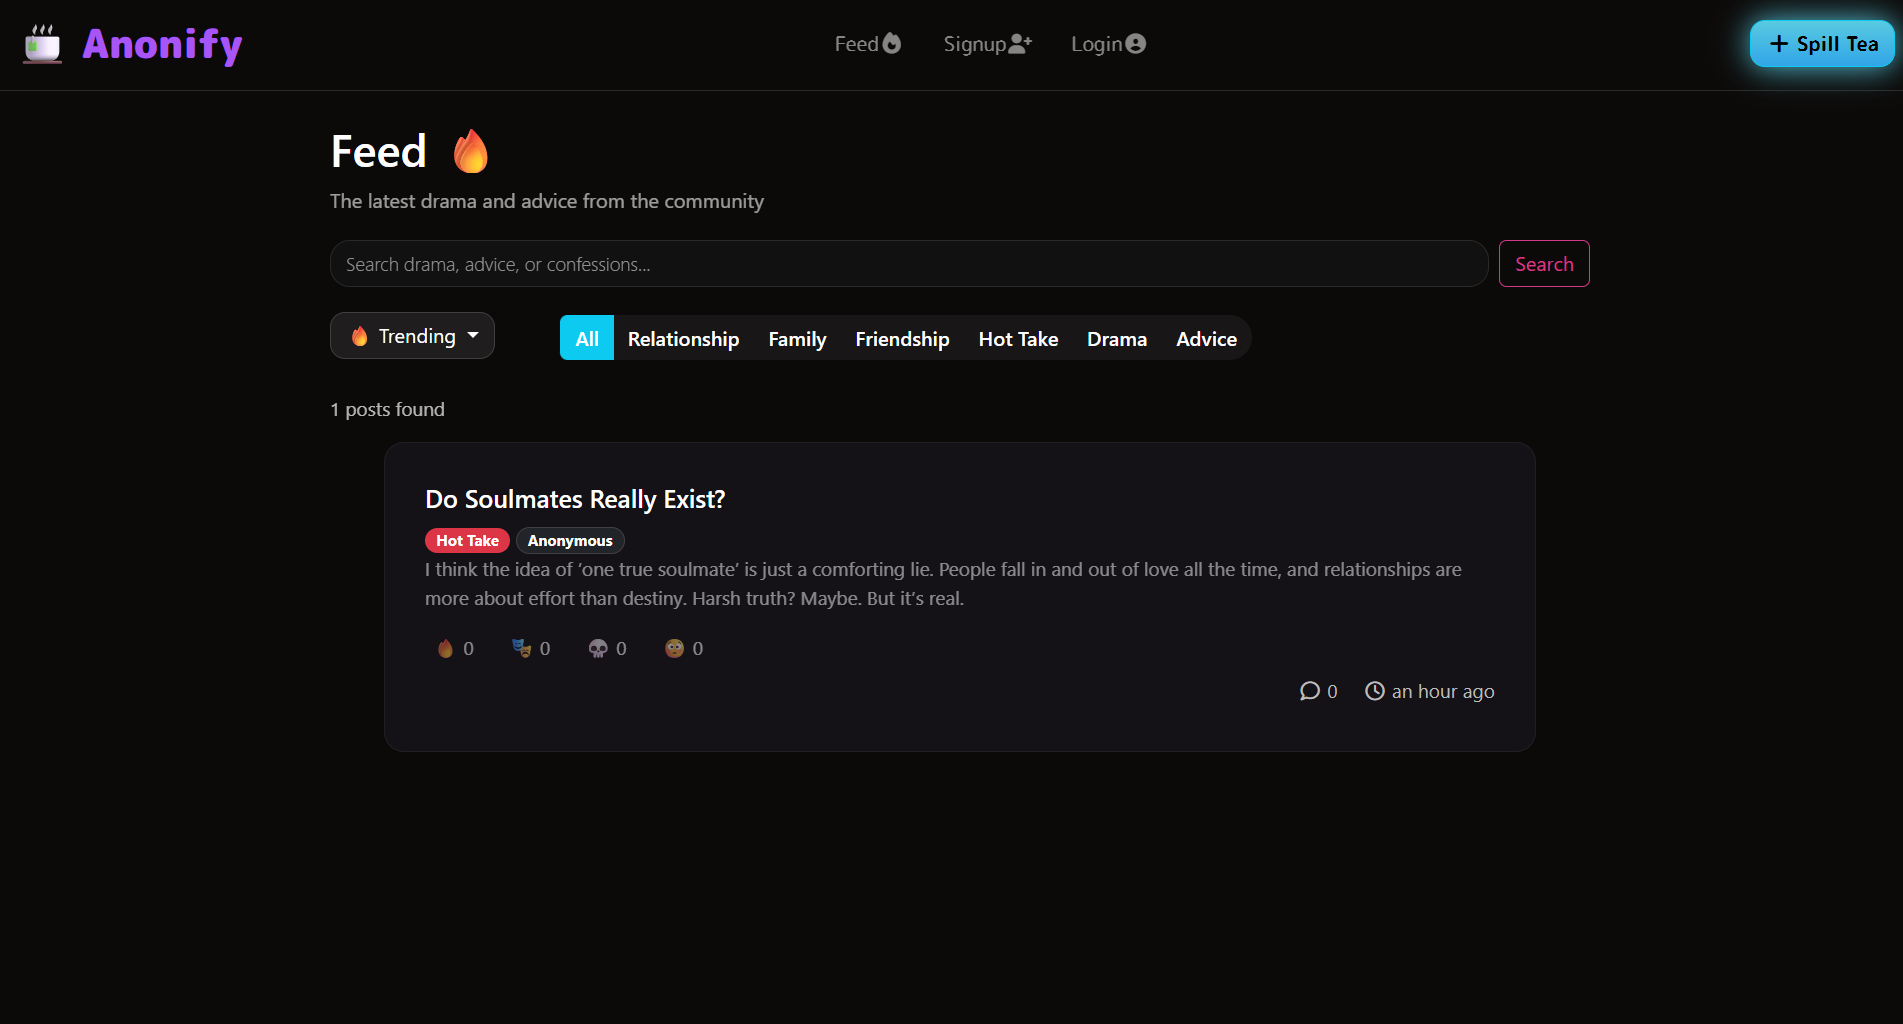 Anonify
Feed Signup Login
+ Spill Tea
Feed
The latest drama and advice from the community
Search drama, advice, or confessions...
Search
Trending
All Relationship Family Friendship Hot Take Drama Advice
1 posts found
Do Soulmates Really Exist?
Hot Take Anonymous
I think the idea of ‘one true soulmate’ is just a comforting lie. People fall in and out of love all the time, and relationships are
more about effort than destiny. Harsh truth? Maybe. But it’s real.
0 0 0 0
0 an hour ago